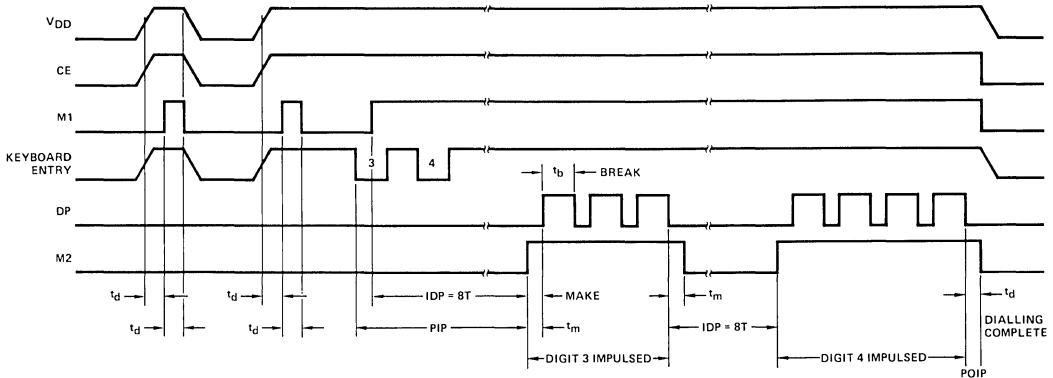 VDD
CE
M1
KEYBOARD
ENTRY
3
4
tb
BREAK
DP
M2
td
td
IDP = 8T
MAKE
tm
td
td
td
PIP
tm
IDP = 8T
DIALLING
COMPLETE
DIGIT 3 IMPULSED
DIGIT 4 IMPULSED
POIP